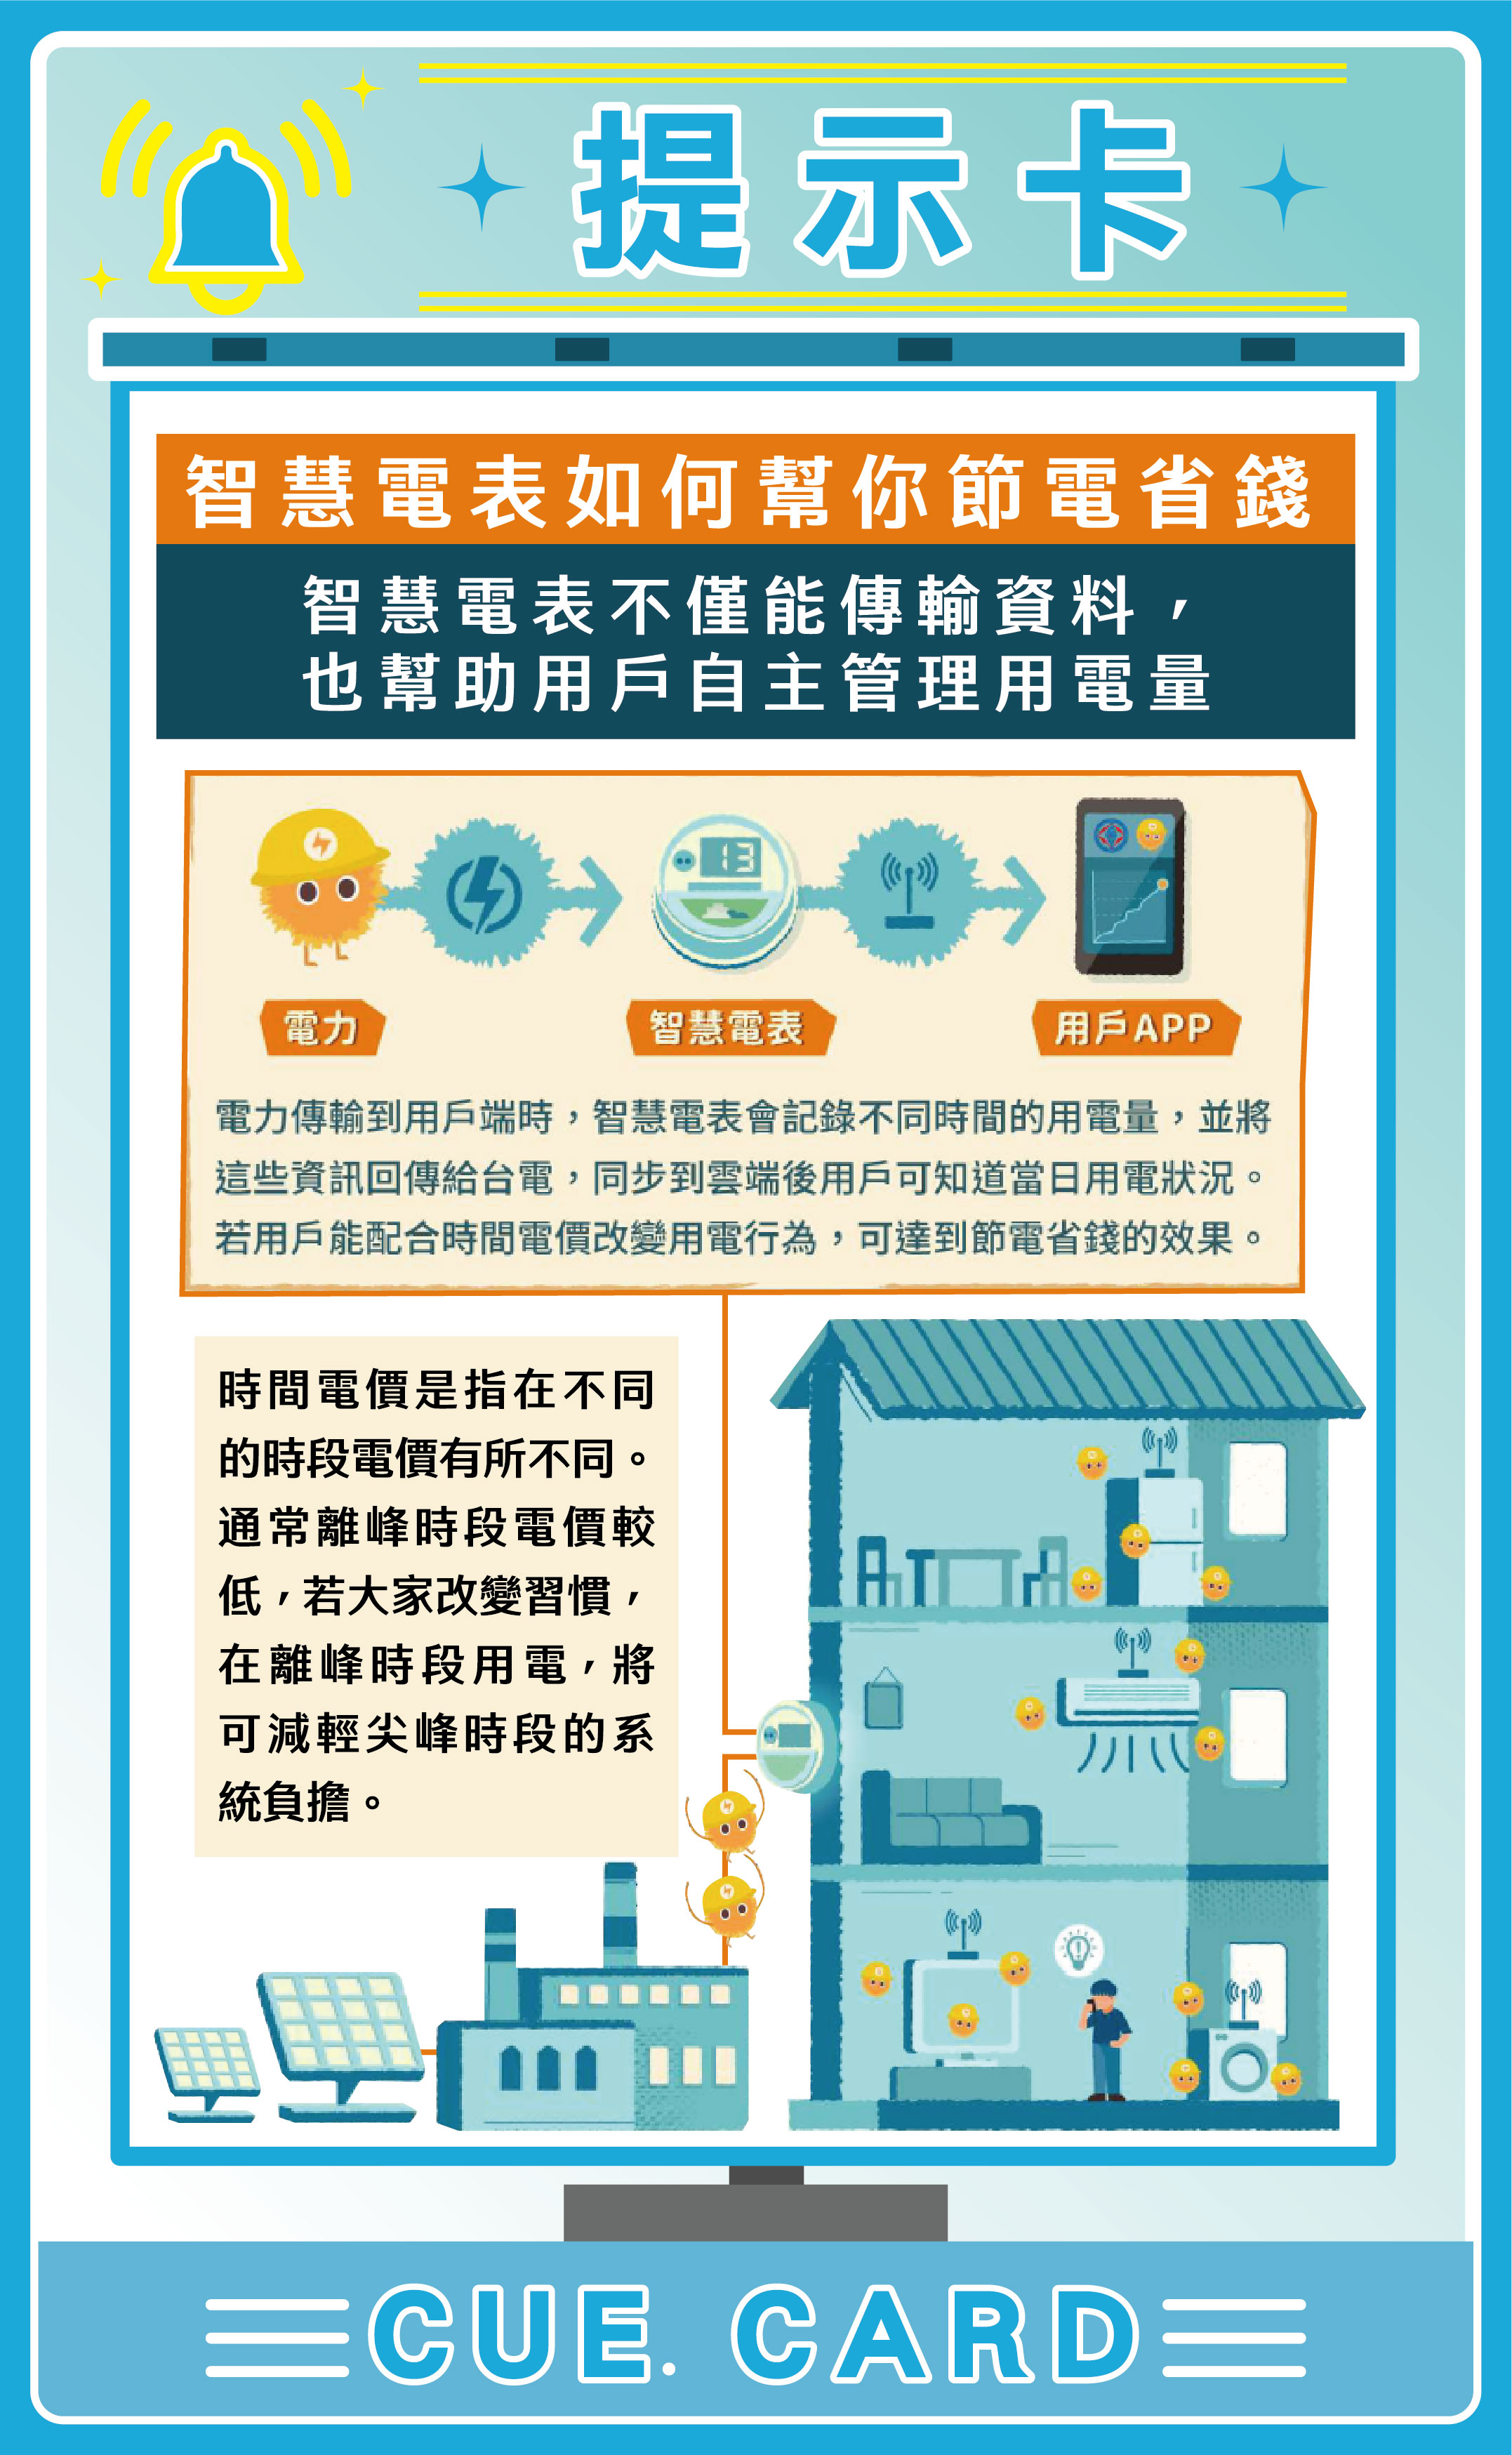 提示卡
智慧電表如何幫你節電省錢
智慧電表不僅能傳輸資料，
也幫助用戶自主管理用電量
13
電力
智慧電表
用戶APP
電力傳輸到用戶端時，智慧電表會記錄不同時間的用電量，並將
這些資訊回傳給台電，同步到雲端後用戶可知道當日用電狀況。
若用戶能配合時間電價改變用電行為，可達到節電省錢的效果。
時間電價是指在不同
的時段電價有所不同。
通常離峰時段電價較
低，若大家改變習慣，
在離峰時段用電，將
可減輕尖峰時段的系
統負擔。
CUE. CARD